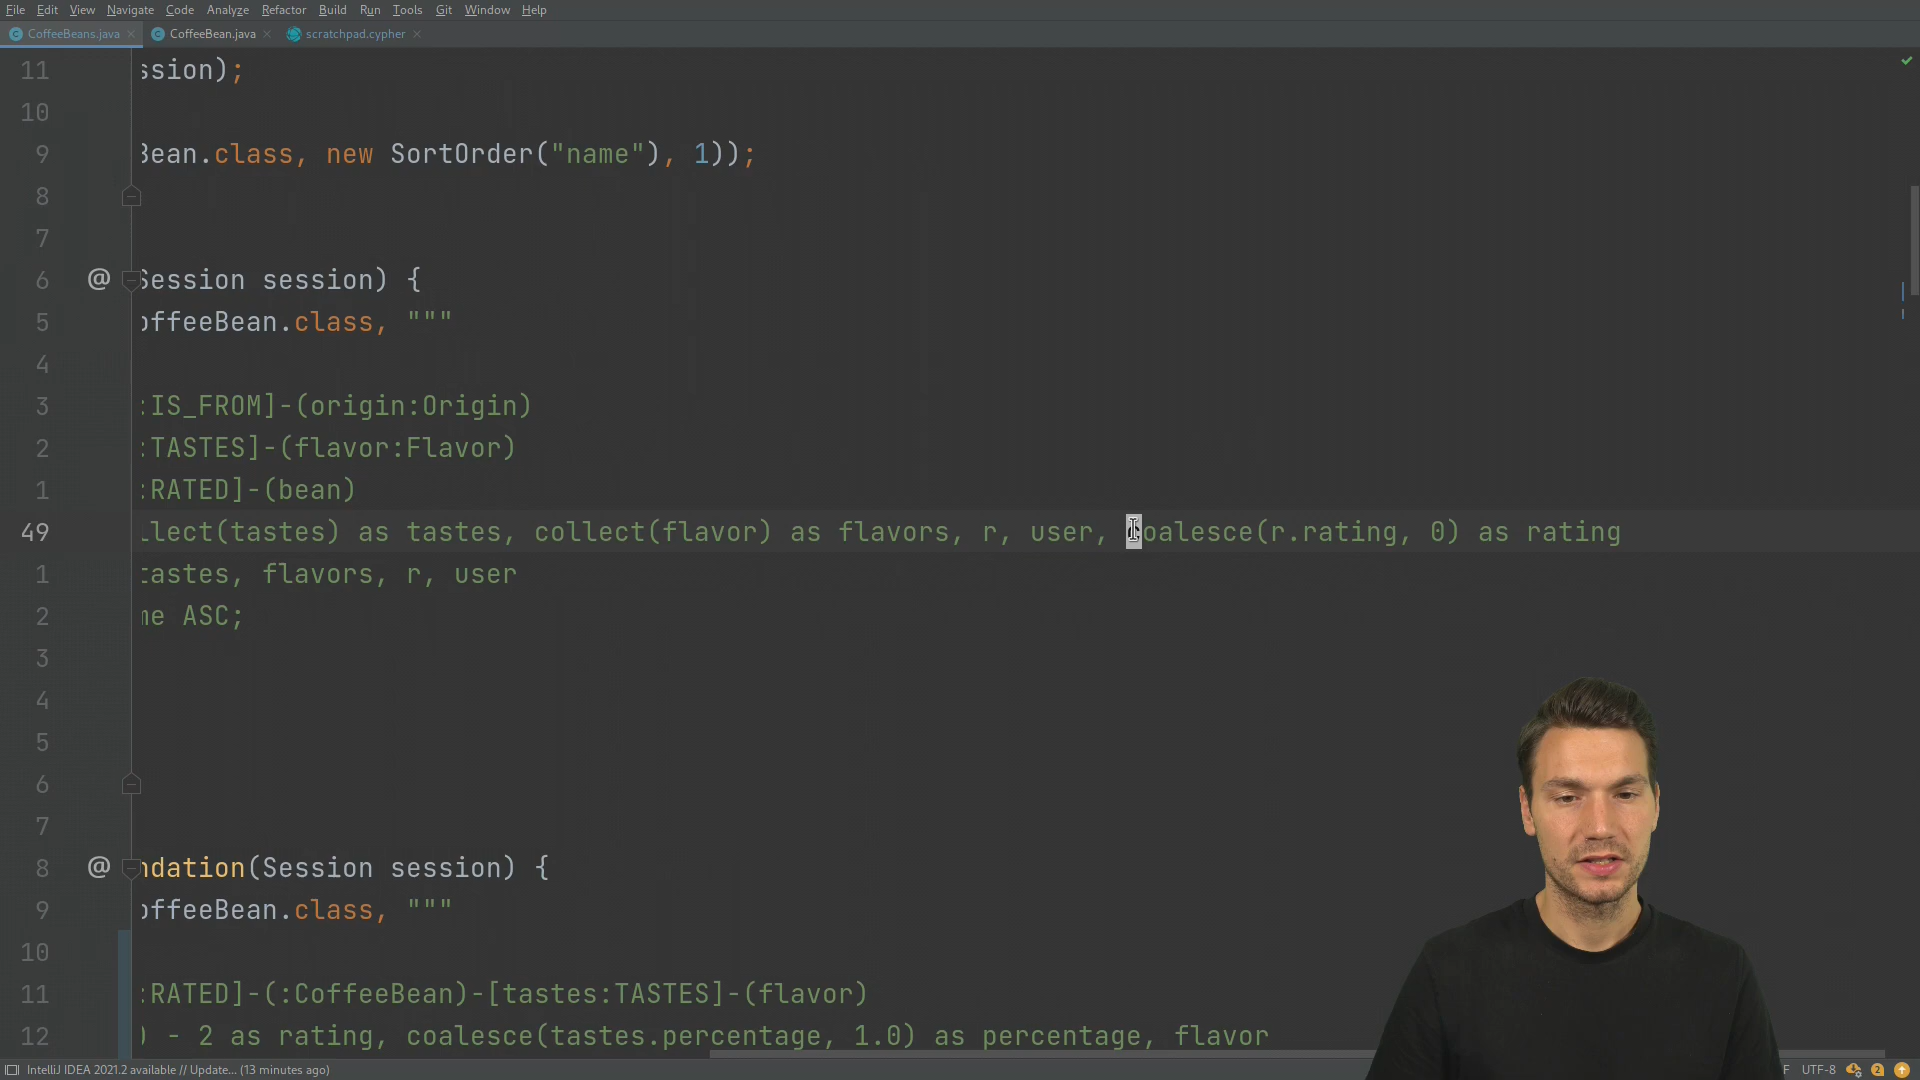 File Edit View Navigate Code Analyze Refactor Build Run Tools Git Window Help
CoffeeBeans.java CoffeeBean.java scratchpad.cypher
11 ssion);
10
9 Bean.class, new SortOrder("name"), 1));
8
7
6 @ Session session) {
5 offeeBean.class, """
4
3 :IS_FROM]-(origin:Origin)
2 :TASTES]-(flavor:Flavor)
1 :RATED]-(bean)
49 llect(tastes) as tastes, collect(flavor) as flavors, r, user, coalesce(r.rating, 0) as rating
1 tastes, flavors, r, user
2 me ASC;
3
4
5
6
7
8 @ ndation(Session session) {
9 offeeBean.class, """
10
11 :RATED]-(:CoffeeBean)-[tastes:TASTES]-(flavor)
12 ) - 2 as rating, coalesce(tastes.percentage, 1.0) as percentage, flavor
IntelliJ IDEA 2021.2 available // Update... (13 minutes ago) F UTF-8 2